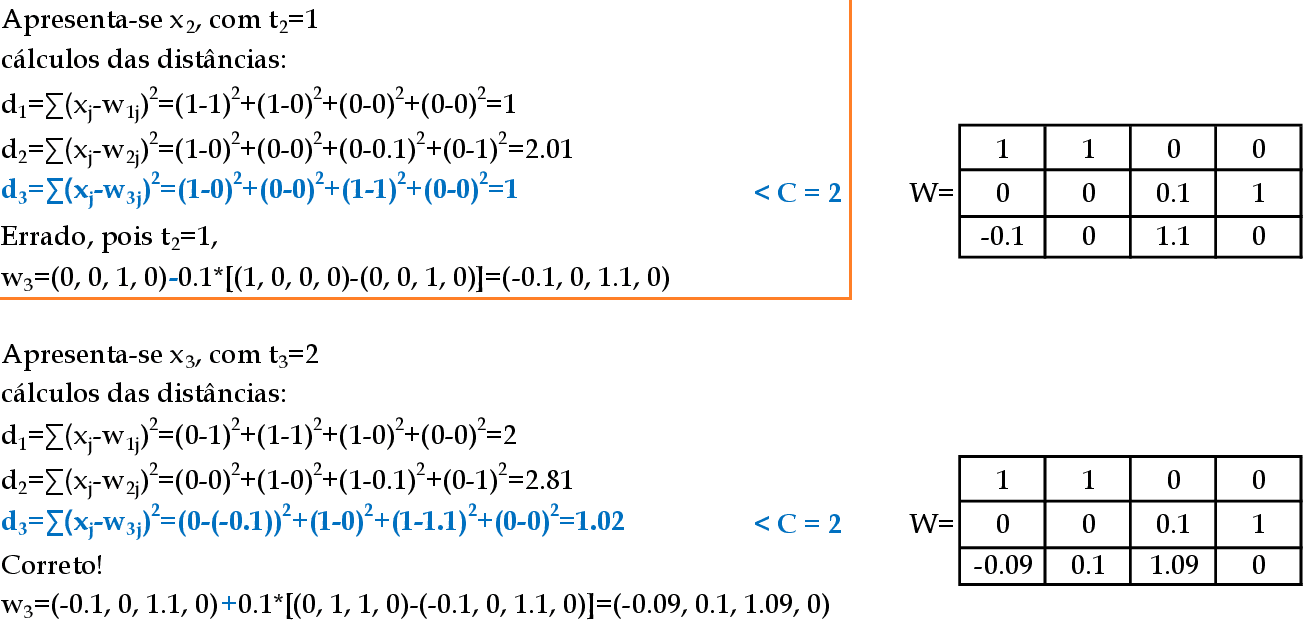 Apresenta-se x₂, com t₂=1
cálculos das distâncias:
d₁=∑(xⱼ-w₁ⱼ)²=(1-1)²+(1-0)²+(0-0)²+(0-0)²=1
d₂=∑(xⱼ-w₂ⱼ)²=(1-0)²+(0-0)²+(0-0.1)²+(0-1)²=2.01
d₃=∑(xⱼ-w₃ⱼ)²=(1-0)²+(0-0)²+(1-1)²+(0-0)²=1 < C = 2
Errado, pois t₂=1,
w₃=(0, 0, 1, 0)-0.1*[(1, 0, 0, 0)-(0, 0, 1, 0)]=(-0.1, 0, 1.1, 0)
W=
1 1 0 0
0 0 0.1 1
-0.1 0 1.1 0
Apresenta-se x₃, com t₃=2
cálculos das distâncias:
d₁=∑(xⱼ-w₁ⱼ)²=(0-1)²+(1-1)²+(1-0)²+(0-0)²=2
d₂=∑(xⱼ-w₂ⱼ)²=(0-0)²+(1-0)²+(1-0.1)²+(0-1)²=2.81
d₃=∑(xⱼ-w₃ⱼ)²=(0-(-0.1))²+(1-0)²+(1-1.1)²+(0-0)²=1.02 < C = 2
Correto!
w₃=(-0.1, 0, 1.1, 0)+0.1*[(0, 1, 1, 0)-(-0.1, 0, 1.1, 0)]=(-0.09, 0.1, 1.09, 0)
W=
1 1 0 0
0 0 0.1 1
-0.09 0.1 1.09 0